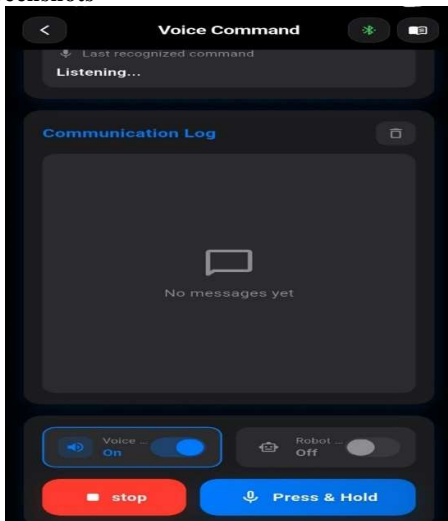 Voice Command
Last recognized command
Listening...
Communication Log
No messages yet
Voice ...
On
Robot ...
Off
stop
Press & Hold